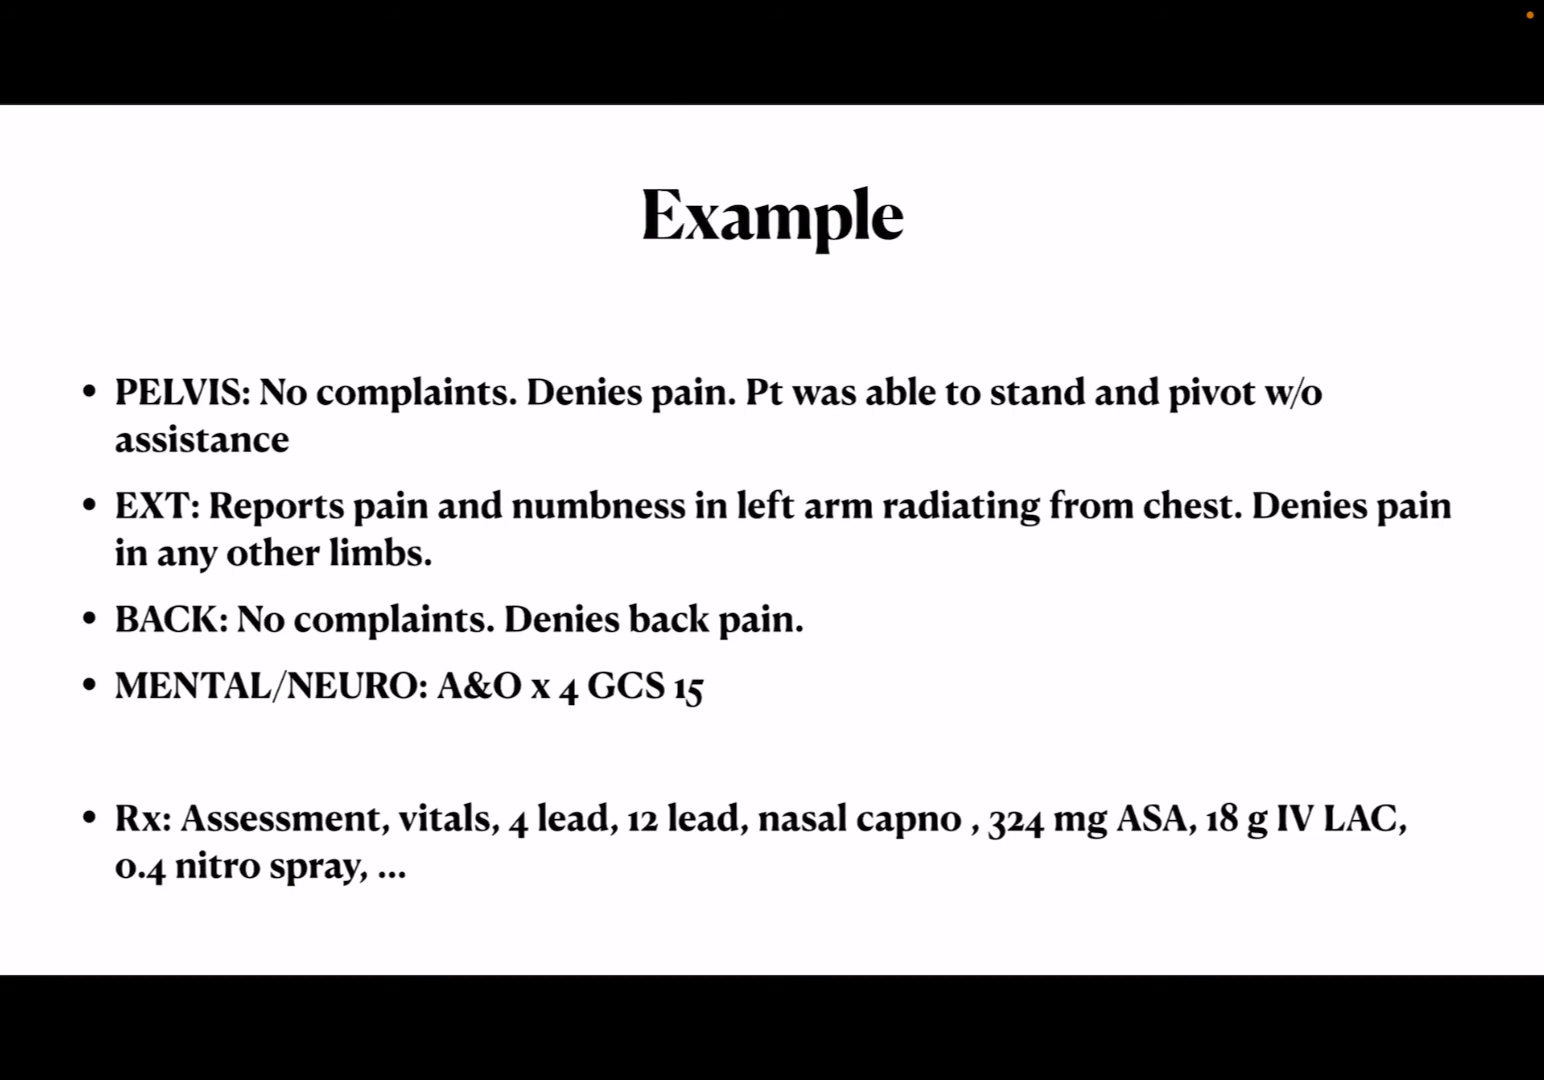 Example
• PELVIS: No complaints. Denies pain. Pt was able to stand and pivot w/o
assistance
• EXT: Reports pain and numbness in left arm radiating from chest. Denies pain
in any other limbs.
• BACK: No complaints. Denies back pain.
• MENTAL/NEURO: A&O x 4 GCS 15
• Rx: Assessment, vitals, 4 lead, 12 lead, nasal capno , 324 mg ASA, 18 g IV LAC,
0.4 nitro spray, ...